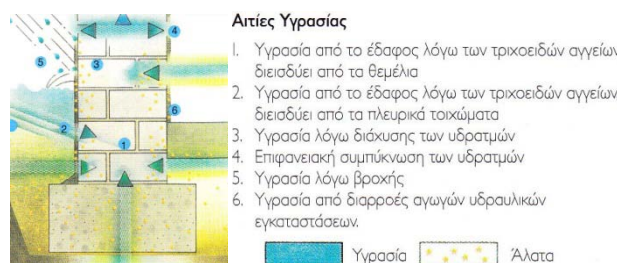 Αιτίες Υγρασίας
1. Υγρασία από το έδαφος λόγω των τριχοειδών αγγείων
διεισδύει από τα θεμέλια
2. Υγρασία από το έδαφος λόγω των τριχοειδών αγγείων
διεισδύει από τα πλευρικά τοιχώματα
3. Υγρασία λόγω διάχυσης των υδρατμών
4. Επιφανειακή συμπύκνωση των υδρατμών
5. Υγρασία λόγω βροχής
6. Υγρασία από διαρροές αγωγών υδραυλικών
εγκαταστάσεων.
Υγρασία Άλατα
4
3
5
6
2
1